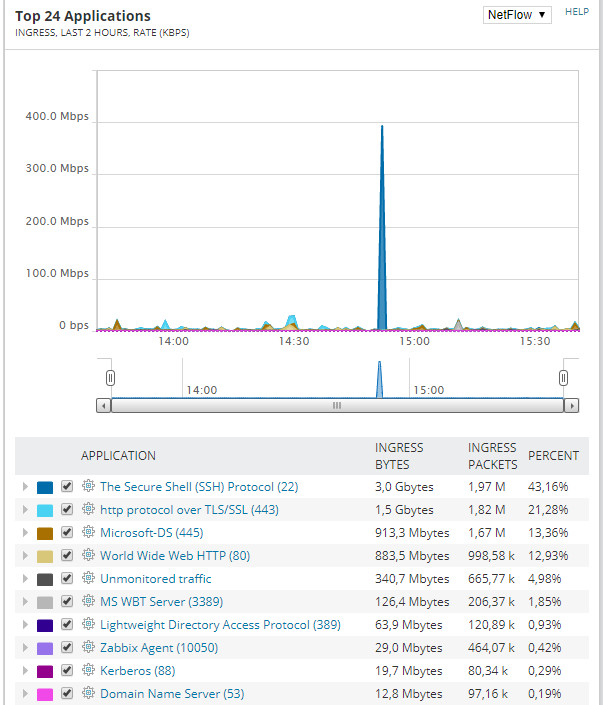 Top 24 Applications
NetFlow ▼
HELP
INGRESS, LAST 2 HOURS, RATE (KBPS)
400.0 Mbps
300.0 Mbps
200.0 Mbps
100.0 Mbps
0 bps
14:00 14:30 15:00 15:30
14:00 15:00
APPLICATION INGRESS BYTES INGRESS PACKETS PERCENT
The Secure Shell (SSH) Protocol (22) 3,0 Gbytes 1,97 M 43,16%
http protocol over TLS/SSL (443) 1,5 Gbytes 1,82 M 21,28%
Microsoft-DS (445) 913,3 Mbytes 1,67 M 13,36%
World Wide Web HTTP (80) 883,5 Mbytes 998,58 k 12,93%
Unmonitored traffic 340,7 Mbytes 665,77 k 4,98%
MS WBT Server (3389) 126,4 Mbytes 206,37 k 1,85%
Lightweight Directory Access Protocol (389) 63,9 Mbytes 120,89 k 0,93%
Zabbix Agent (10050) 29,0 Mbytes 464,07 k 0,42%
Kerberos (88) 19,7 Mbytes 80,34 k 0,29%
Domain Name Server (53) 12,8 Mbytes 97,16 k 0,19%